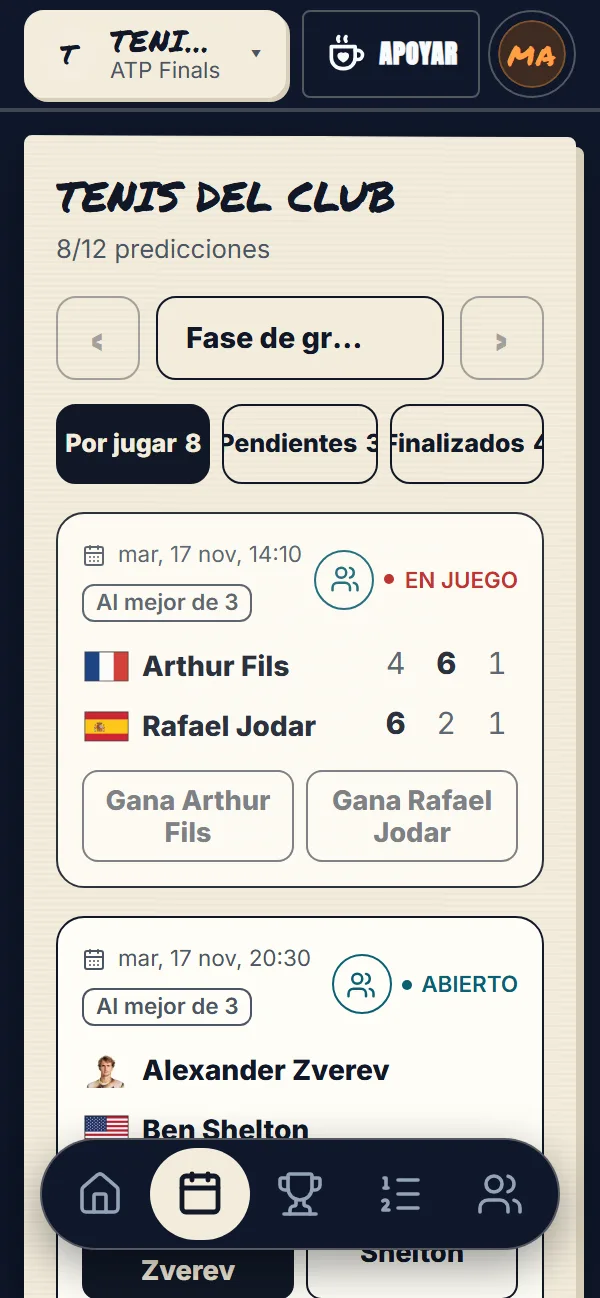 T
TENI...
ATP Finals
APOYAR
MA
TENIS DEL CLUB
8/12 predicciones
Fase de gr...
Por jugar 8
Pendientes 3
Finalizados 4
mar, 17 nov, 14:10
EN JUEGO
Al mejor de 3
Arthur Fils 4 6 1
Rafael Jodar 6 2 1
Gana Arthur
Fils
Gana Rafael
Jodar
mar, 17 nov, 20:30
ABIERTO
Al mejor de 3
Alexander Zverev
Ben Shelton
Zverev
Shelton